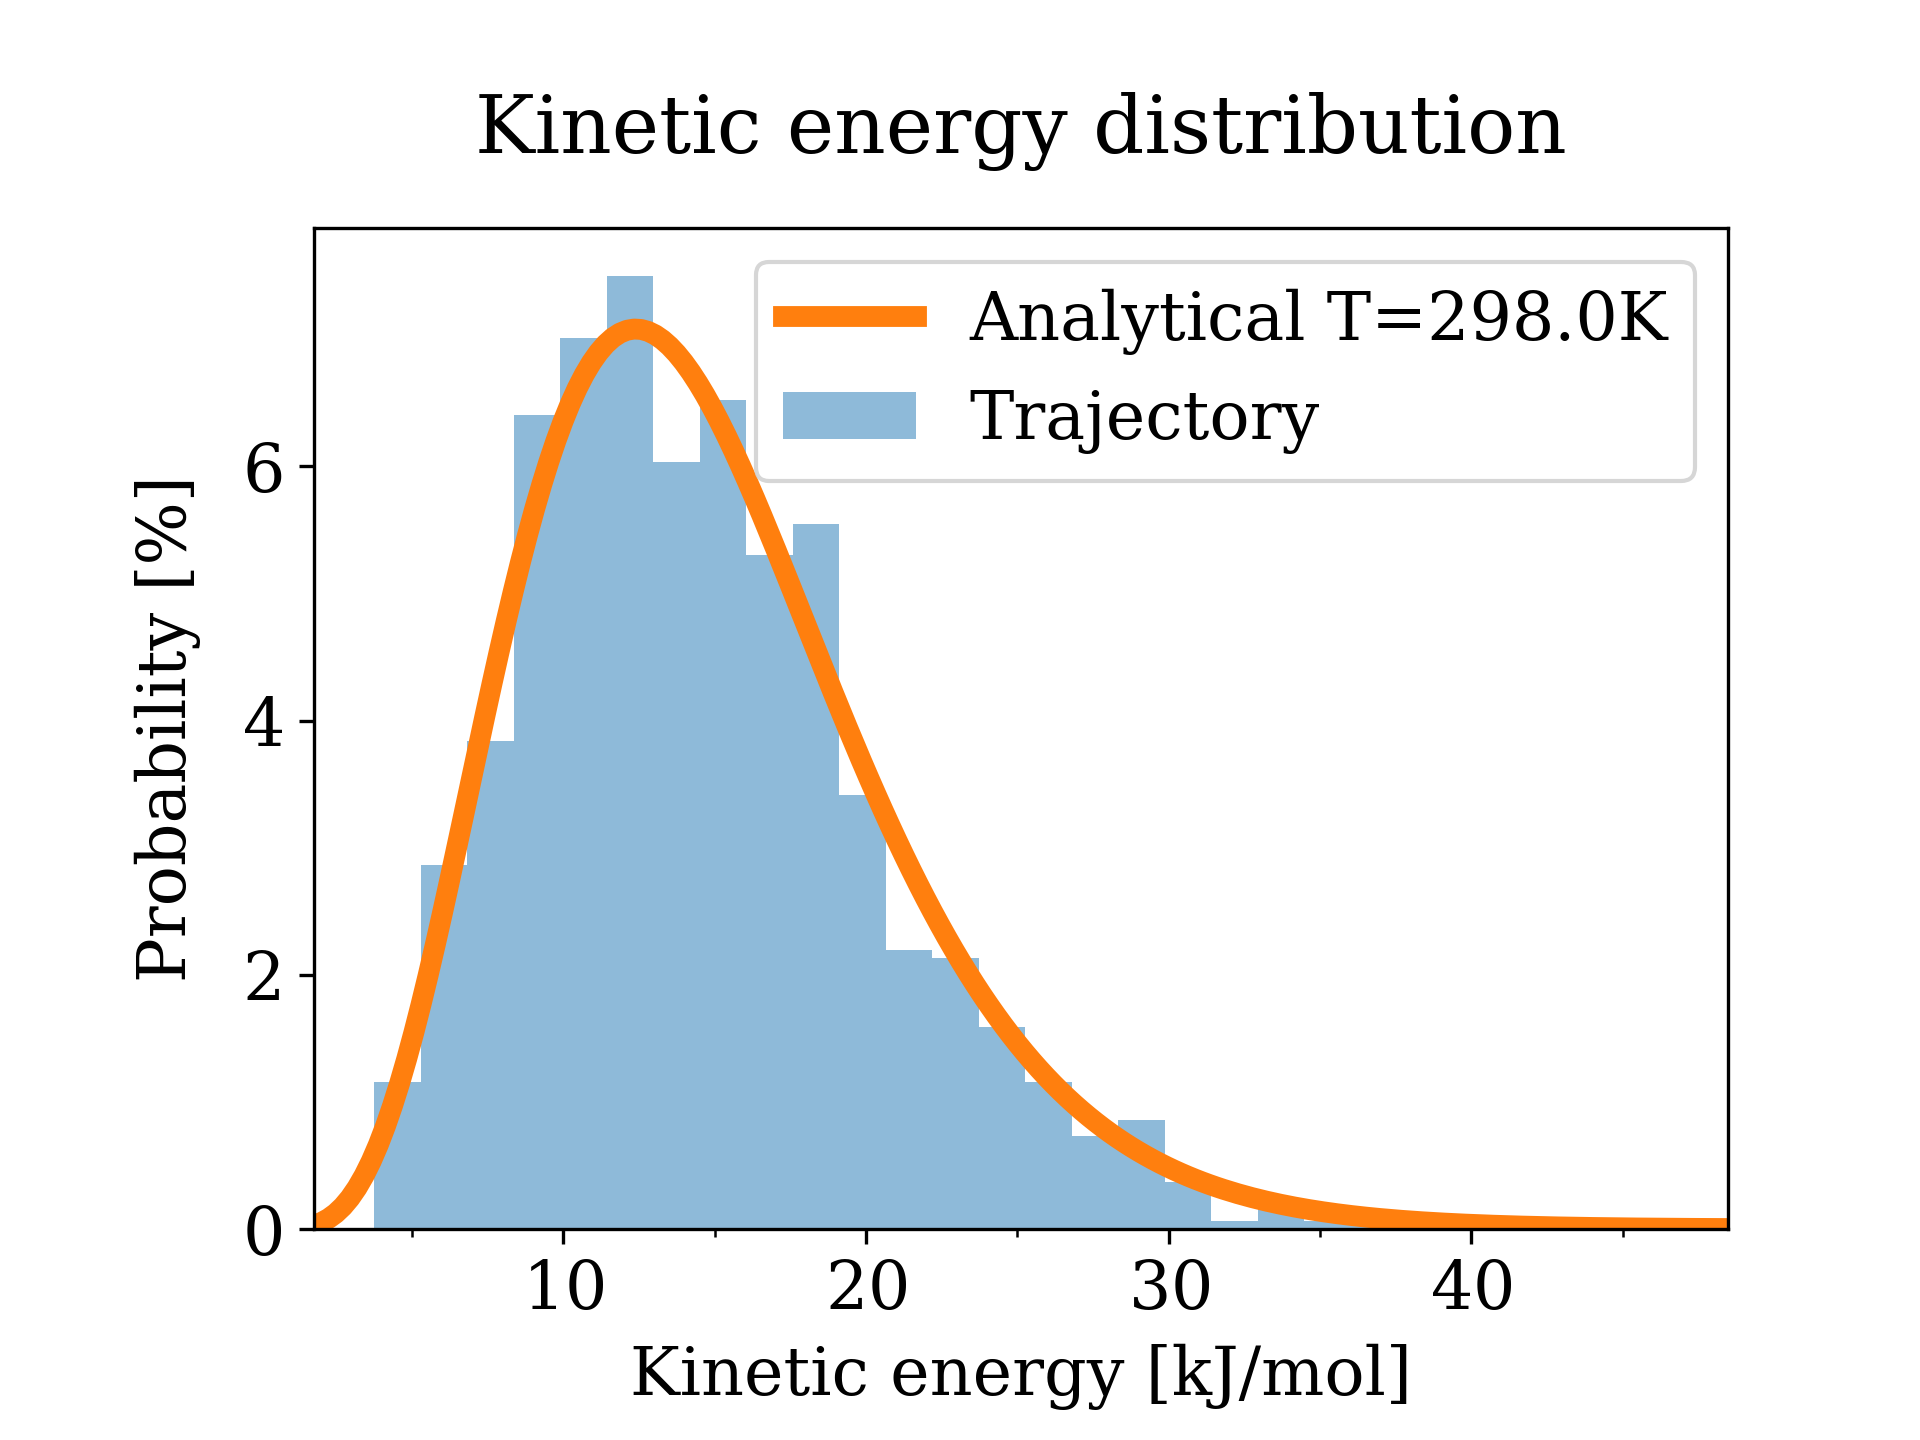 Kinetic energy distribution
Analytical T=298.0K
Trajectory
Probability [%]
6
4
2
0
10 20 30 40
Kinetic energy [kJ/mol]